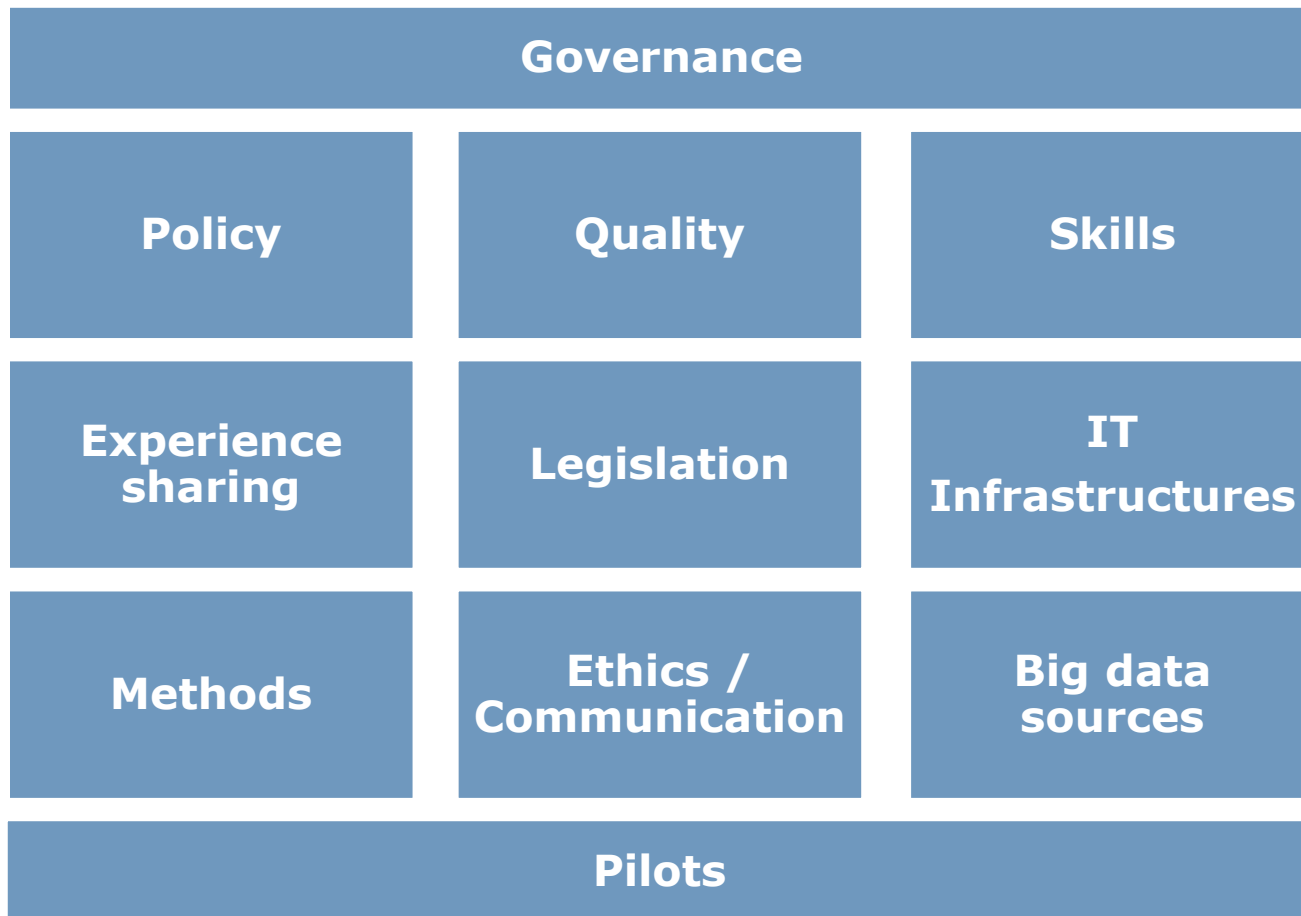 Governance
Policy
Quality
Skills
Experience
sharing
Legislation
IT
Infrastructures
Methods
Ethics /
Communication
Big data
sources
Pilots